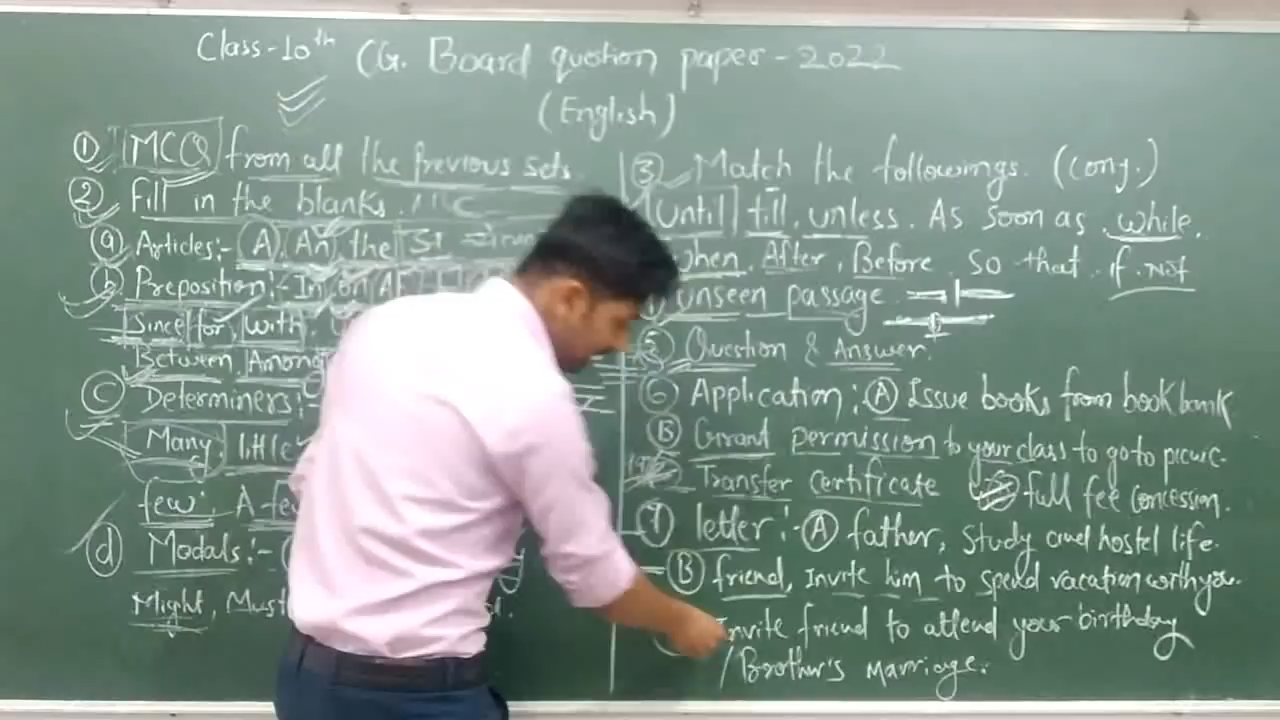 Class-10th CG. Board question paper - 2022
(English)
① MCQ from all the previous sets.
② Fill in the blanks.
ⓐ Articles:- A, An, the
ⓑ Preposition:- In, on, At
Since for, with,
Between, Among
ⓒ Determiners:-
Many, little
few, A few
ⓓ Modals:-
Might, Must
③ Match the followings. (conj.)
Until, till, unless. As soon as, while.
when, After, Before, so that, if not
unseen passage
⑤ Question & Answer.
⑥ Application: Ⓐ Issue books from book bank
Ⓑ Grant permission to your class to go to picnic.
Transfer certificate full fee concession.
⑦ letter:- Ⓐ father, study and hostel life.
Ⓑ friend, Invite him to spend vacation with you.
Invite friend to attend your birthday
/Brother's Marriage.